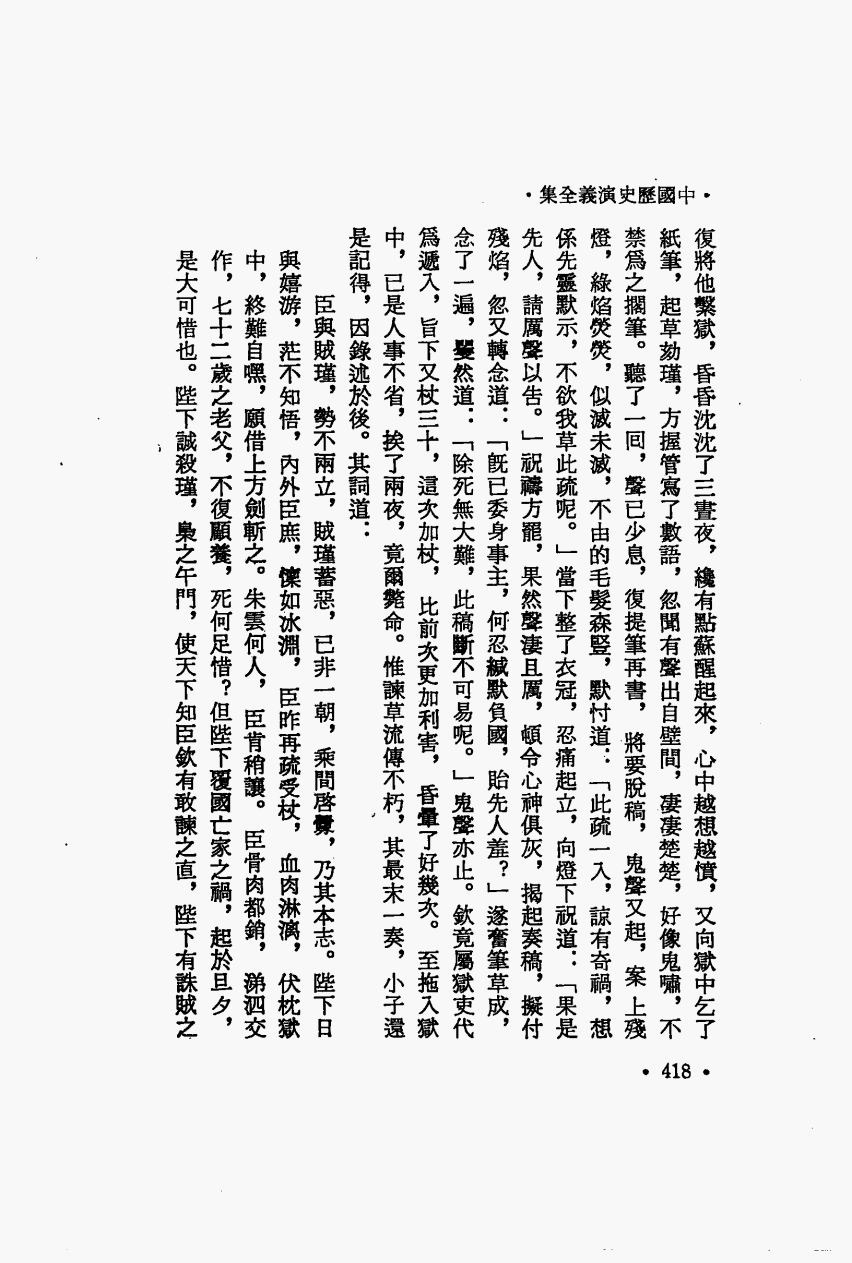 ·中國歷史演義全集·
復將他繫獄，昏昏沈沈了三晝夜，纔有點蘇醒起來，心中越想越憤，又向獄中乞了
紙筆，起草劾瑾，方握管寫了數語，忽聞有聲出自壁間，凄凄楚楚，好像鬼嘯，不
禁爲之擱筆。聽了一回，聲已少息，復提筆再書，將要脫稿，鬼聲又起，案上殘
燈，綠焰熒熒，似滅未滅，不由的毛髮森豎，默忖道：「此疏一入，諒有奇禍，想
係先靈默示，不欲我草此疏呢。」當下整了衣冠，忍痛起立，向燈下祝道：「果是
先人，請厲聲以告。」祝禱方罷，果然聲淒且厲，頓令心神俱灰，揭起奏稿，擬付
殘焰，忽又轉念道：「旣已委身事主，何忍緘默負國，貽先人羞？」遂奮筆草成，
念了一遍，矍然道：「除死無大難，此稿斷不可易呢。」鬼聲亦止。欽竟屬獄吏代
爲遞入，旨下又杖三十，這次加杖，比前次更加利害，昏暈了好幾次。至拖入獄
中，已是人事不省，挨了兩夜，竟爾斃命。惟諫草流傳不朽，其最末一奏，小子還
是記得，因錄述於後。其詞道：
臣與賊瑾，勢不兩立，賊瑾蓄惡，已非一朝，乘間啓釁，乃其本志。陛下日
與嬉游，茫不知悟，內外臣庶，懍如冰淵，臣昨再疏受杖，血肉淋漓，伏枕獄
中，終難自嘿，願借上方劍斬之。朱雲何人，臣肯稍讓。臣骨肉都銷，涕泗交
作，七十二歲之老父，不復顧養，死何足惜？但陛下覆國亡家之禍，起於旦夕，
是大可惜也。陛下誠殺瑾，梟之午門，使天下知臣欽有敢諫之直，陛下有誅賊之
·418·